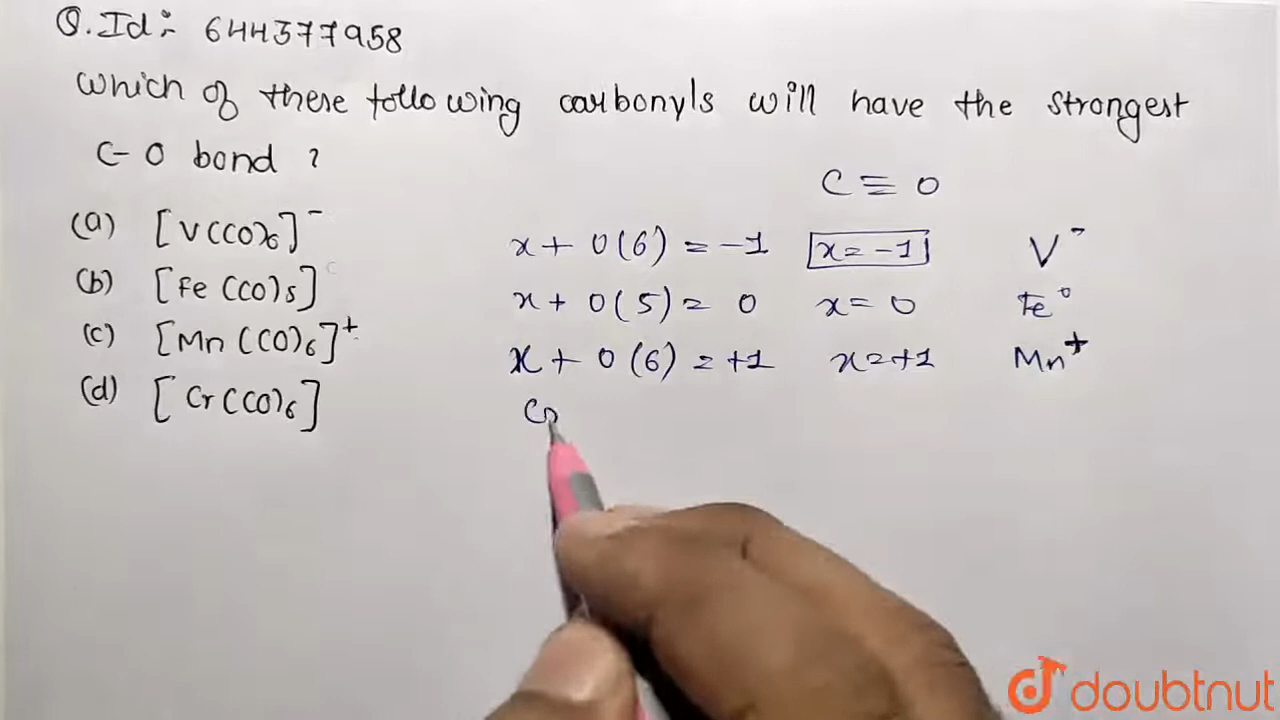 Q.Id:- 644377958
Which of these following carbonyls will have the strongest
C-O bond ?
C≡O
(a) [V(CO)6]⁻ x+0(6)=-1 x=-1 V⁻
(b) [Fe(CO)5] x+0(5)=0 x=0 Fe⁰
(c) [Mn(CO)6]⁺ x+0(6)=+1 x=+1 Mn⁺
(d) [Cr(CO)6]
doubtnut